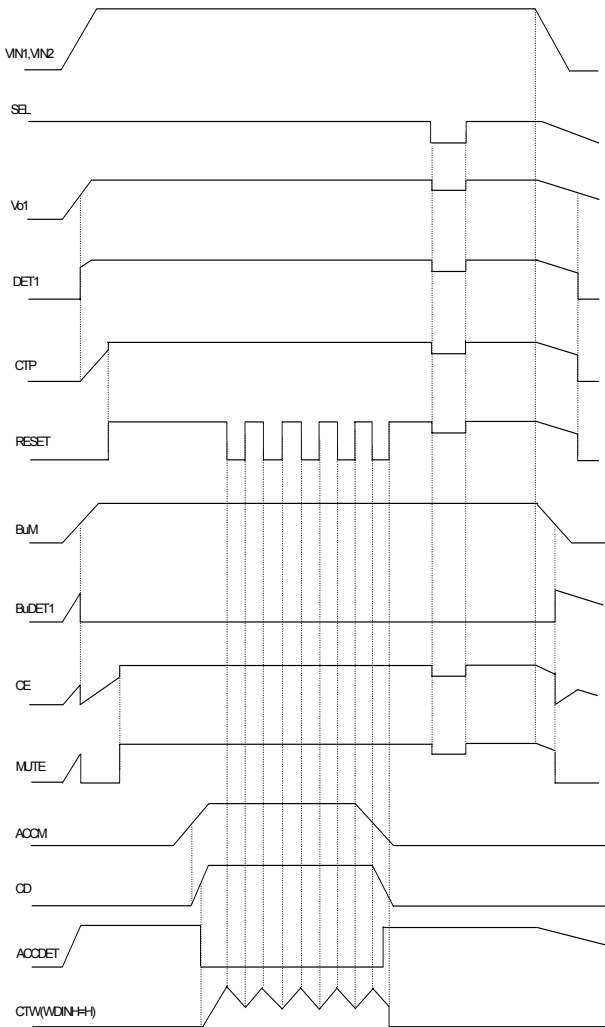 VIN1,VIN2
SEL
Vo1
DET1
CTP
RESET
BuM
BuDET1
CE
MUTE
ACCM
CD
ACCDET
CTW(WDINH=H)